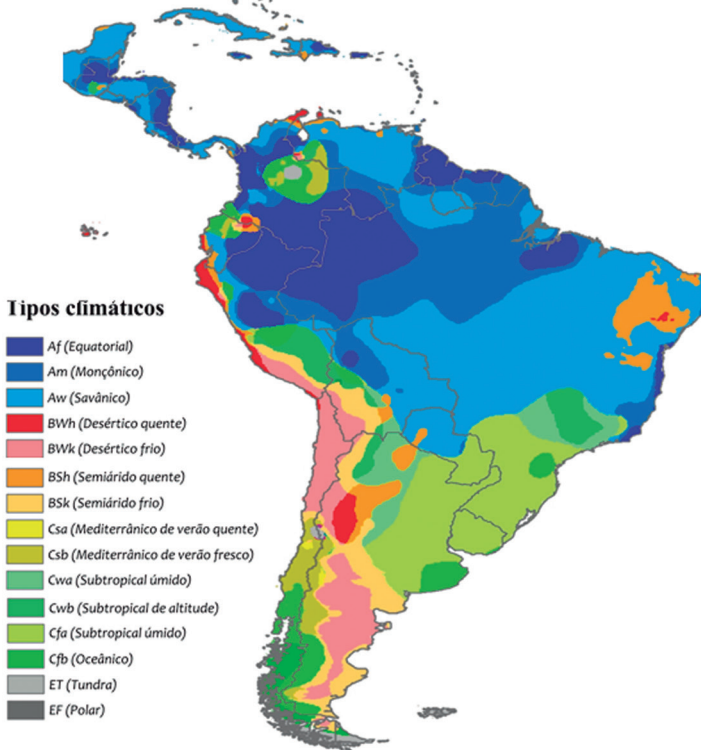 Tipos climáticos
Af (Equatorial)
Am (Monçônico)
Aw (Savânico)
BWh (Desértico quente)
BWk (Desértico frio)
BSh (Semiárido quente)
BSk (Semiárido frio)
Csa (Mediterrânico de verão quente)
Csb (Mediterrânico de verão fresco)
Cwa (Subtropical úmido)
Cwb (Subtropical de altitude)
Cfa (Subtropical úmido)
Cfb (Oceânico)
ET (Tundra)
EF (Polar)